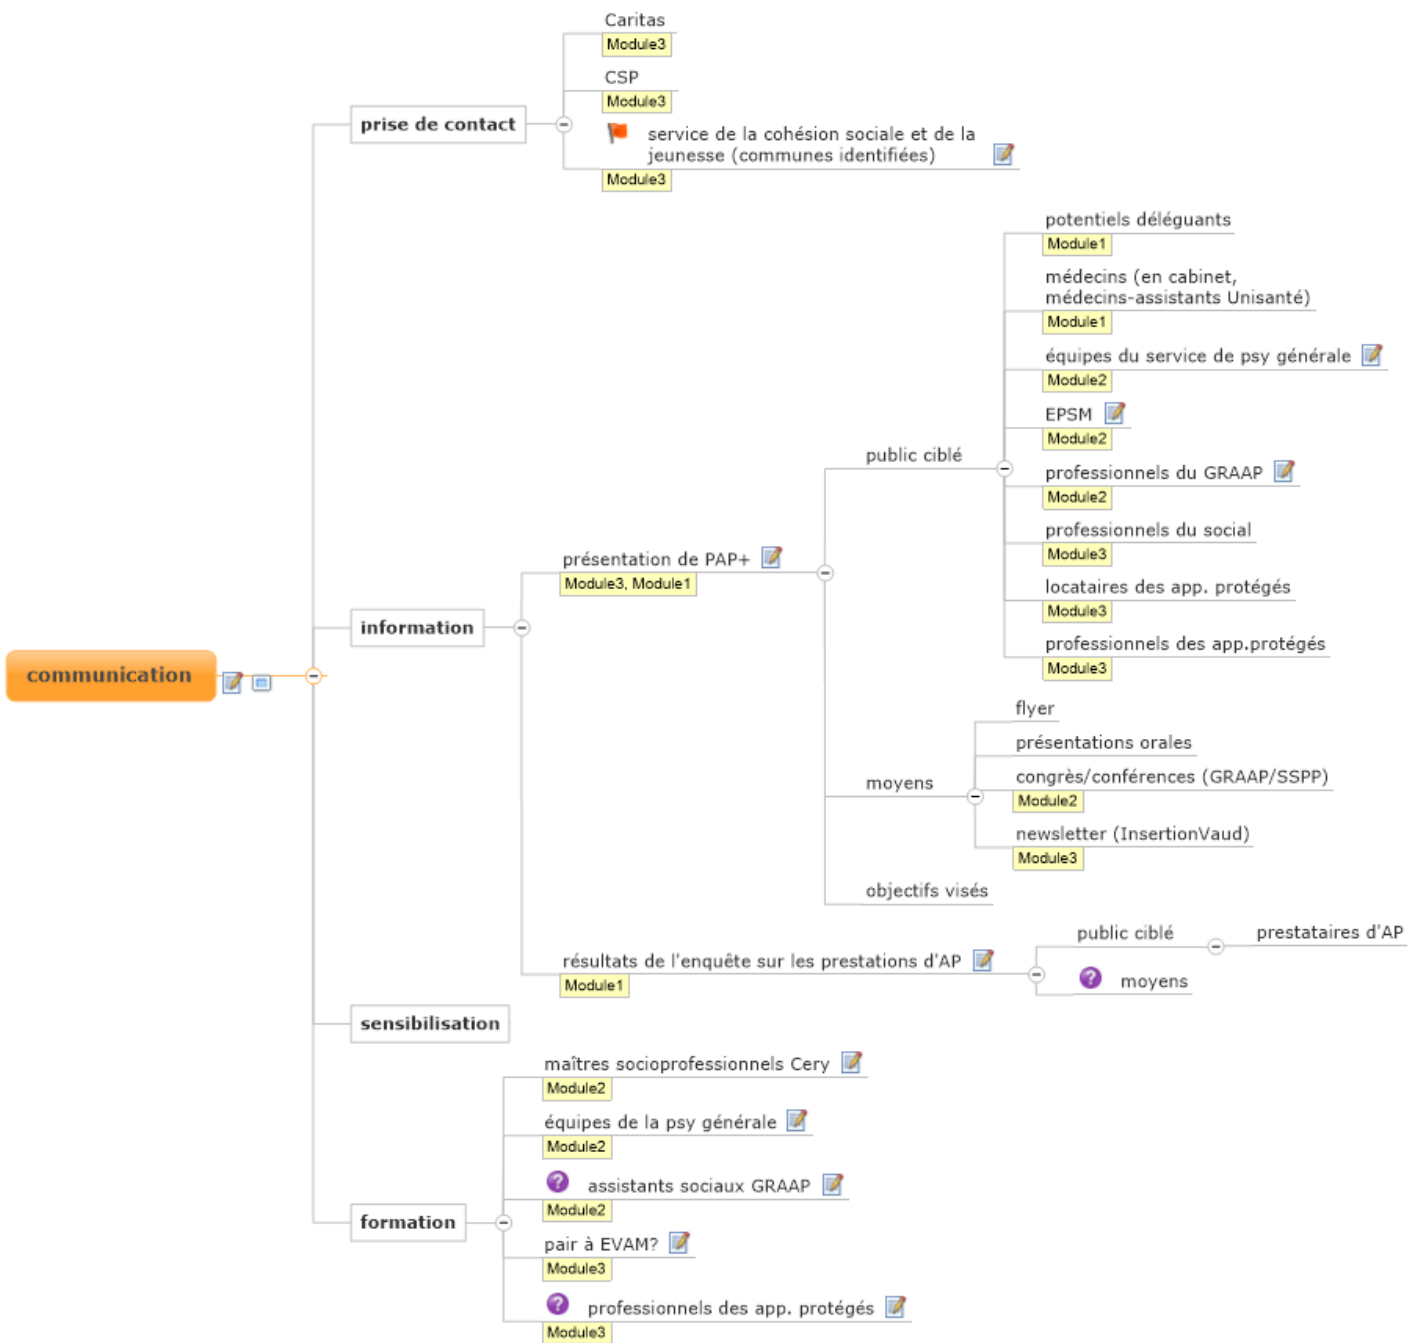 communication
prise de contact
Caritas
Module3
CSP
Module3
service de la cohésion sociale et de la
jeunesse (communes identifiées)
Module3
information
présentation de PAP+
Module3, Module1
public ciblé
potentiels déléguants
Module1
médecins (en cabinet,
médecins-assistants Unisanté)
Module1
équipes du service de psy générale
Module2
EPSM
Module2
professionnels du GRAAP
Module2
professionnels du social
Module3
locataires des app. protégés
Module3
professionnels des app.protégés
Module3
moyens
flyer
présentations orales
congrès/conférences (GRAAP/SSPP)
Module2
newsletter (InsertionVaud)
Module3
objectifs visés
résultats de l'enquête sur les prestations d'AP
Module1
public ciblé
prestataires d'AP
? moyens
sensibilisation
formation
maîtres socioprofessionnels Cery
Module2
équipes de la psy générale
Module2
? assistants sociaux GRAAP
Module2
pair à EVAM?
Module3
? professionnels des app. protégés
Module3